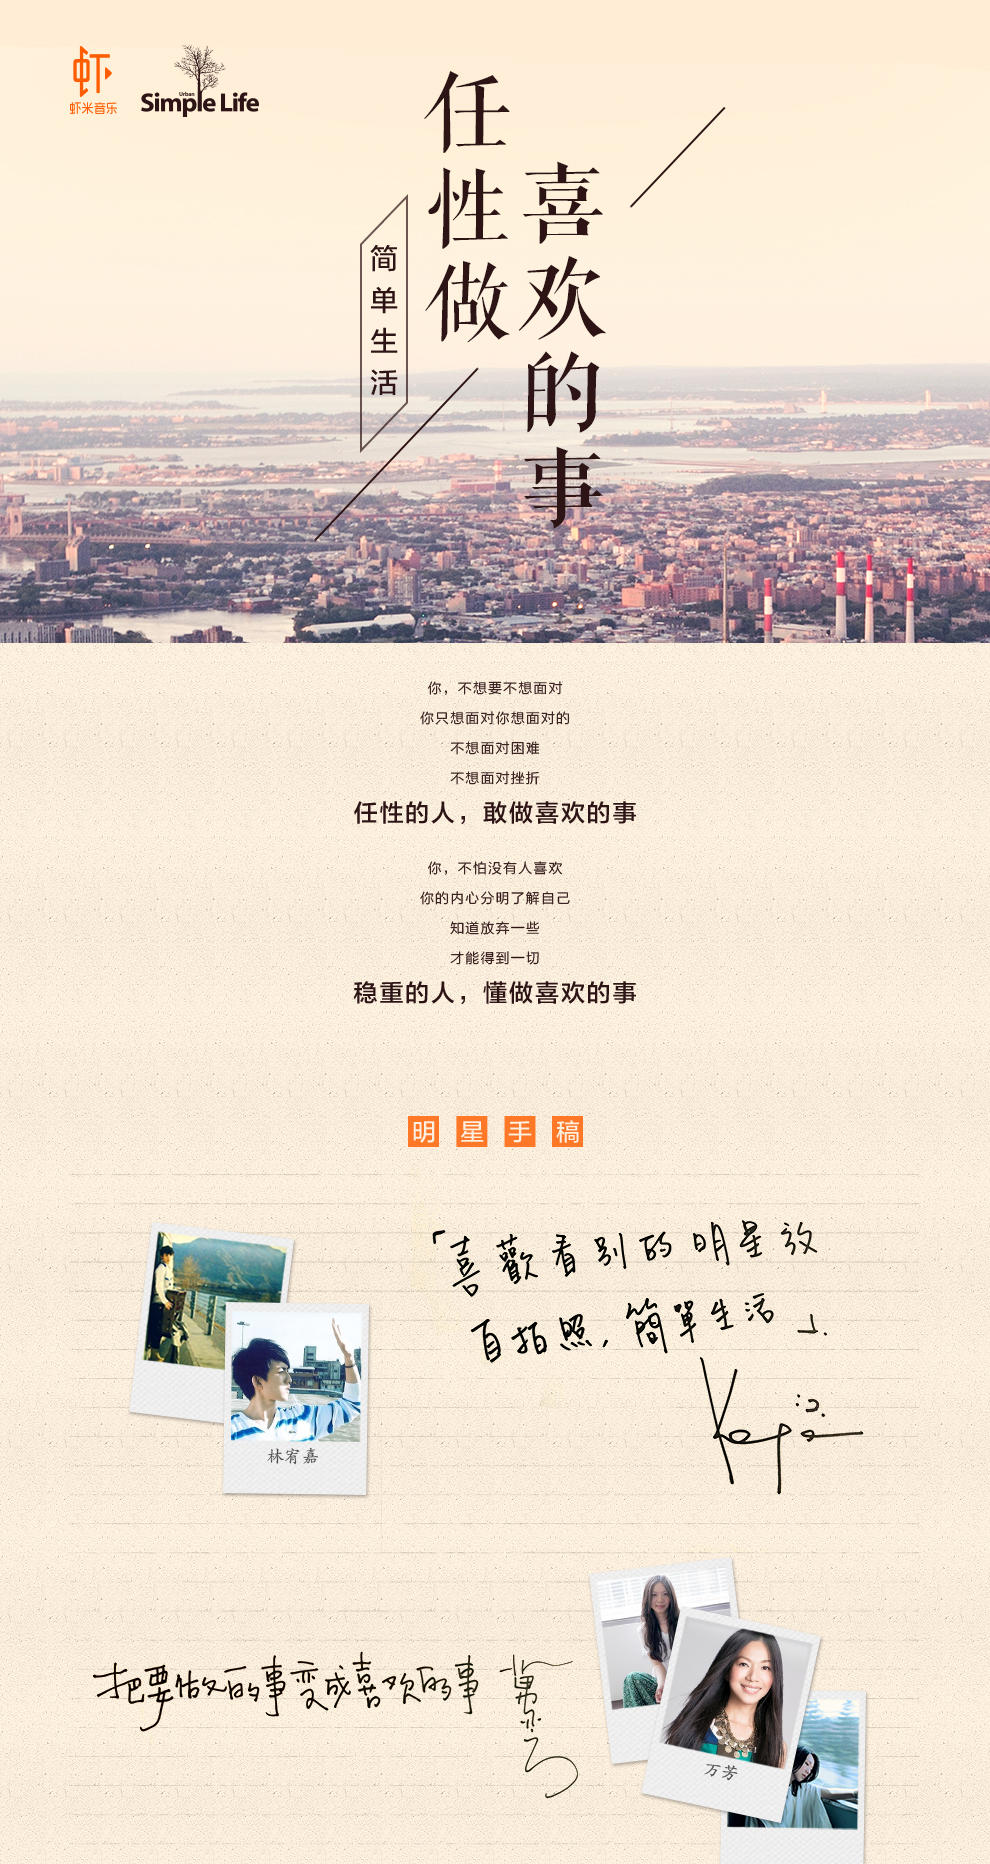 虾米音乐
Urban
Simple Life
任性做
喜欢的事
简单生活
你，不想要不想面对
你只想面对你想面对的
不想面对困难
不想面对挫折
任性的人，敢做喜欢的事
你，不怕没有人喜欢
你的内心分明了解自己
知道放弃一些
才能得到一切
稳重的人，懂做喜欢的事
明星手稿
「喜歡看别的明星放
自拍照，簡單生活」.
林宥嘉
把要做的事变成喜欢的事
万芳